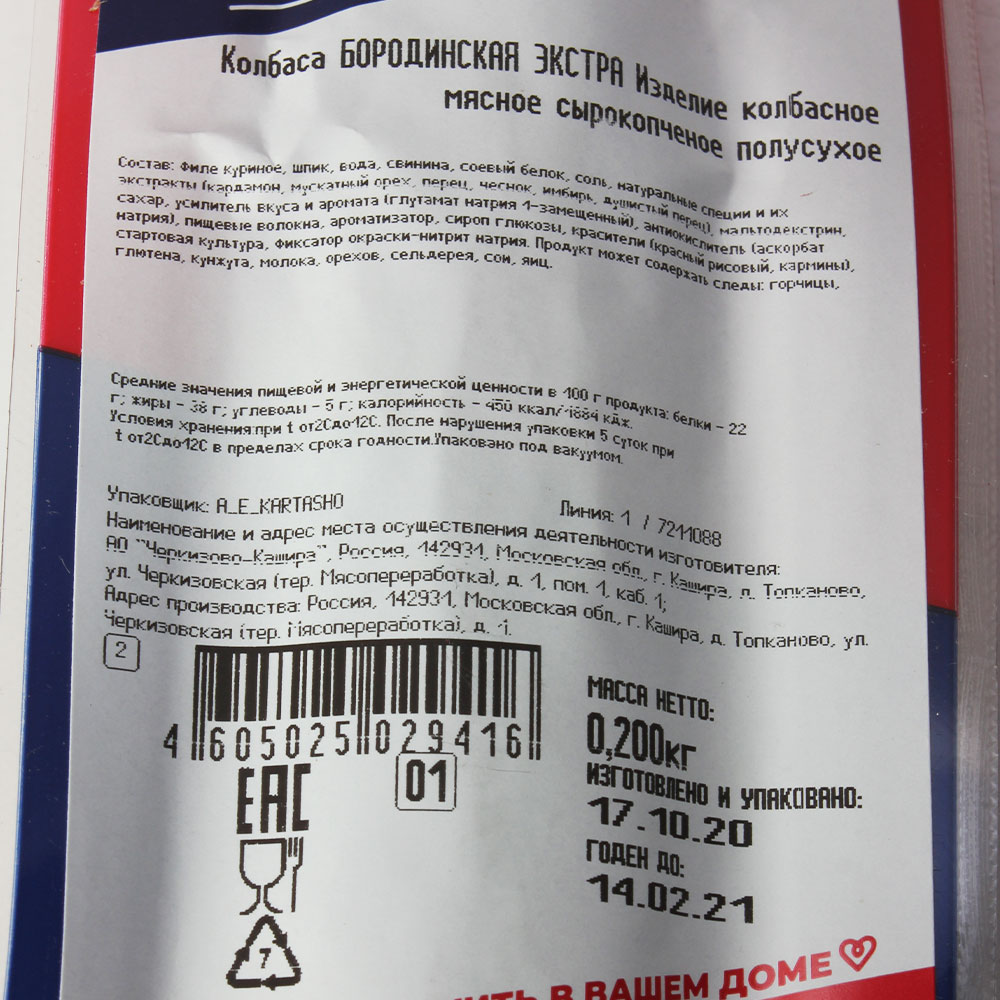 Колбаса БОРОДИНСКАЯ ЭКСТРА Изделие колбасное
мясное сырокопченое полусухое
Состав: Филе куриное, шпик, вода, свинина, соевый белок, соль, натуральные специи и их
экстракты (кардамон, мускатный орех, перец, чеснок, имбирь, душистый перец), мальтодекстрин,
сахар, усилитель вкуса и аромата (глутамат натрия 1-замещенный), антиокислитель (аскорбат
натрия), пищевые волокна, ароматизатор, сироп глюкозы, красители (красный рисовый, кармины),
стартовая культура, фиксатор окраски-нитрит натрия. Продукт может содержать следы: горчицы,
глютена, кунжута, молока, орехов, сельдерея, сои, яиц.
Средние значения пищевой и энергетической ценности в 100 г продукта: белки - 22
г; жиры - 38 г; углеводы - 5 г; калорийность - 450 ккал/1884 кДж.
Условия хранения:при t от2Сдо12С. После нарушения упаковки 5 суток при
t от2Сдо12С в пределах срока годности.Упаковано под вакуумом.
Упаковщик: A_E_KARTASHO Линия: 1 / 7211088
Наименование и адрес места осуществления деятельности изготовителя:
АО "Черкизово-Кашира", Россия, 142931, Московская обл., г. Кашира, д. Топканово,
ул. Черкизовская (тер. Мясопереработка), д. 1, пом. 1, каб. 1;
Адрес производства: Россия, 142931, Московская обл., г. Кашира, д. Топканово, ул.
Черкизовская (тер. Мясопереработка), д. 1.
2
4 605025 029416
01
EAC
7
МАССА НЕТТО:
0,200кг
ИЗГОТОВЛЕНО И УПАКОВАНО:
17.10.20
ГОДЕН ДО:
14.02.21
В ВАШЕМ ДОМЕ